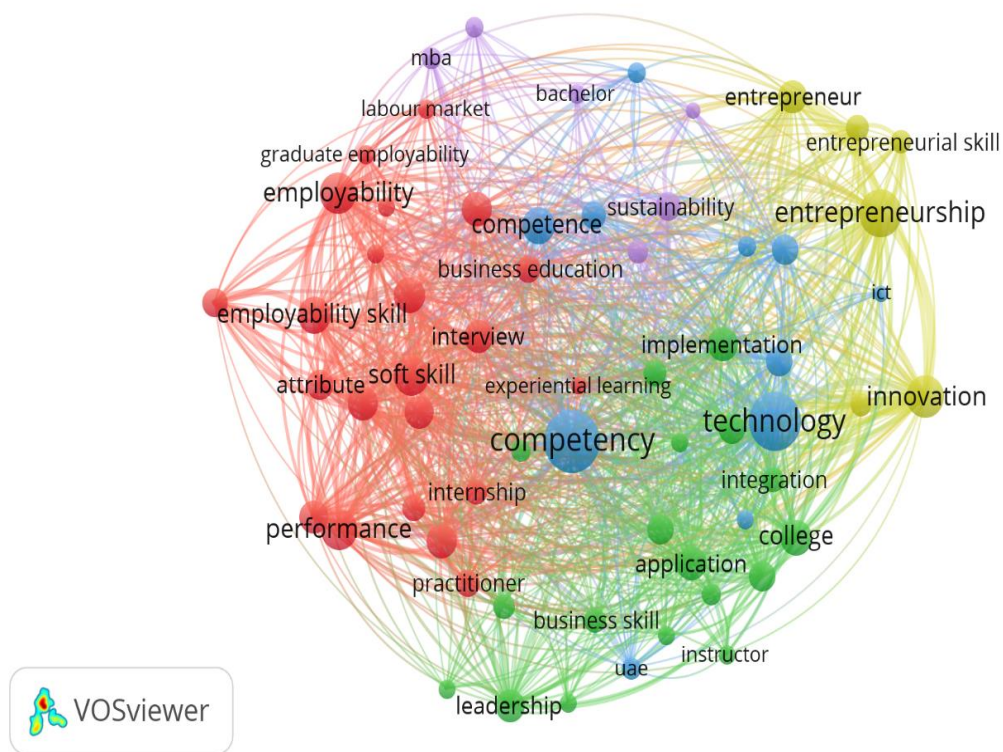 mba
bachelor
entrepreneur
labour market
entrepreneurial skill
graduate employability
employability
sustainability
entrepreneurship
competence
business education
ict
employability skill
interview
implementation
soft skill
attribute
experiential learning
innovation
technology
competency
integration
internship
performance
college
application
practitioner
business skill
instructor
uae
leadership
VOSviewer